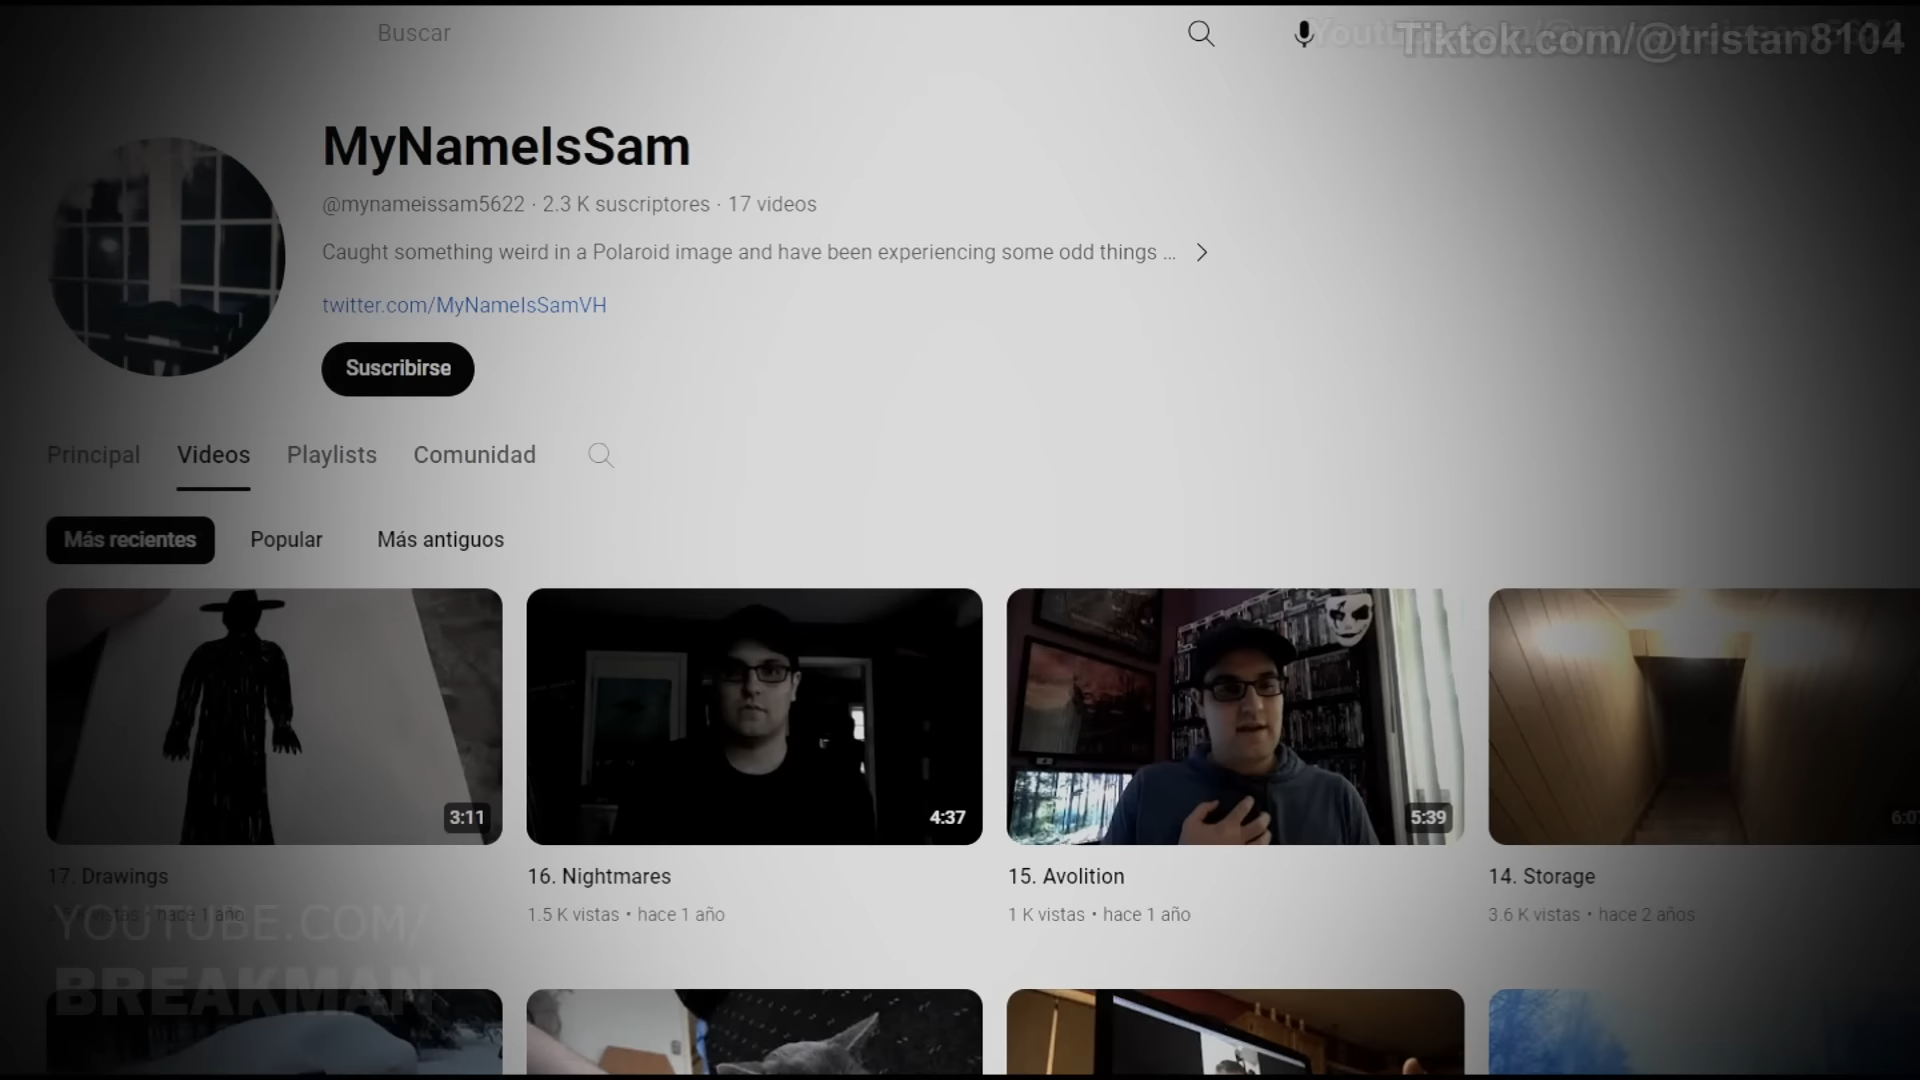 Buscar
Tiktok.com/@tristan8104
MyNameIsSam
@mynameissam5622 · 2.3 K suscriptores · 17 videos
Caught something weird in a Polaroid image and have been experiencing some odd things ...
twitter.com/MyNameIsSamVH
Suscribirse
Principal Videos Playlists Comunidad
Más recientes Popular Más antiguos
3:11 4:37 5:39
17. Drawings 16. Nightmares 15. Avolition 14. Storage
vistas • hace 1 año 1.5 K vistas • hace 1 año 1 K vistas • hace 1 año 3.6 K vistas • hace 2 años
YOUTUBE.COM/
BREAKMAN